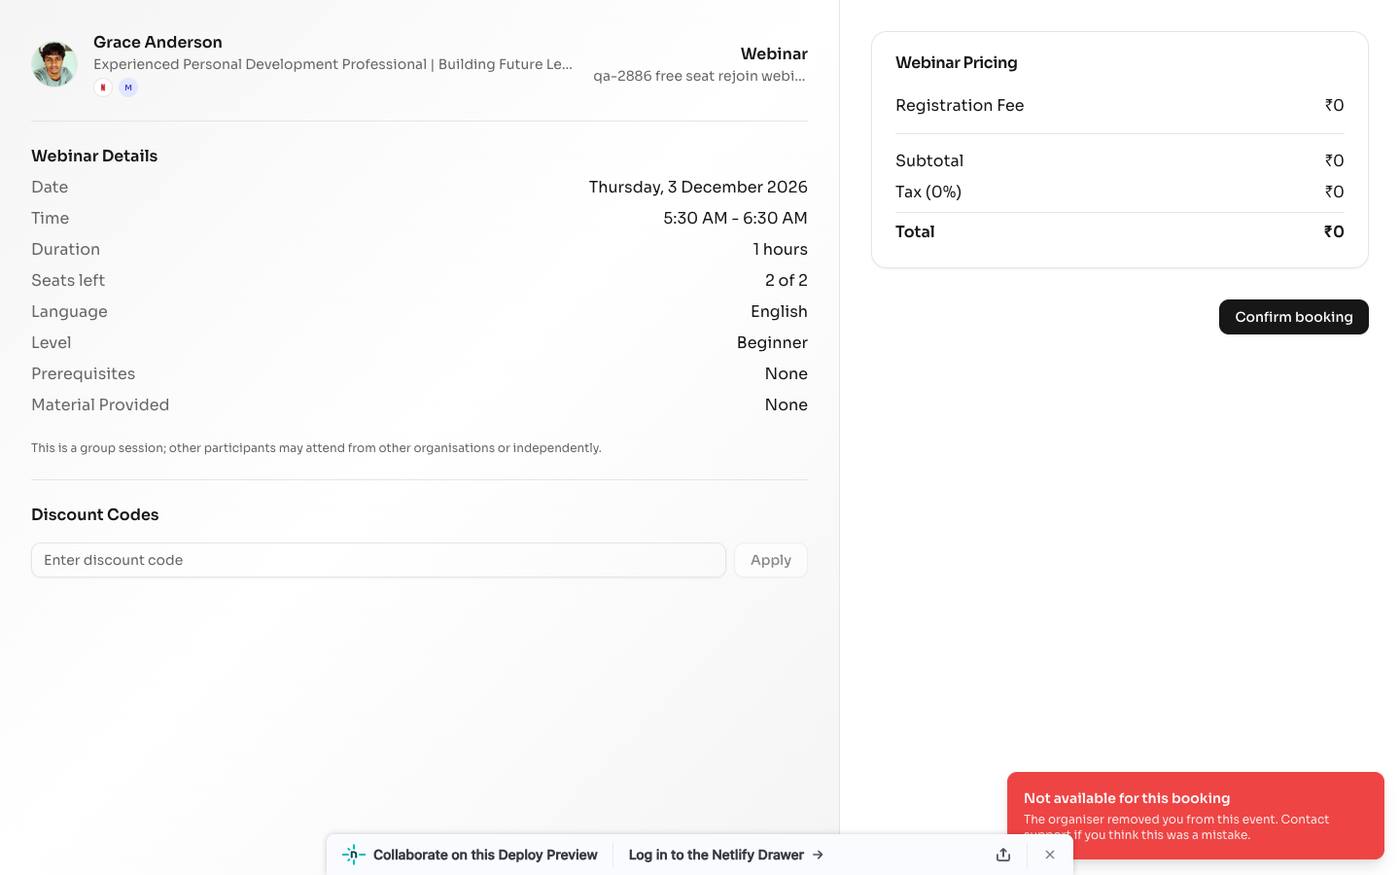 Grace Anderson
Experienced Personal Development Professional | Building Future Le...
N M
Webinar
qa-2886 free seat rejoin webi...
Webinar Details
Date Thursday, 3 December 2026
Time 5:30 AM - 6:30 AM
Duration 1 hours
Seats left 2 of 2
Language English
Level Beginner
Prerequisites None
Material Provided None
This is a group session; other participants may attend from other organisations or independently.
Discount Codes
Enter discount code Apply
Webinar Pricing
Registration Fee ₹0
Subtotal ₹0
Tax (0%) ₹0
Total ₹0
Confirm booking
Not available for this booking
The organiser removed you from this event. Contact
support if you think this was a mistake.
Collaborate on this Deploy Preview Log in to the Netlify Drawer →